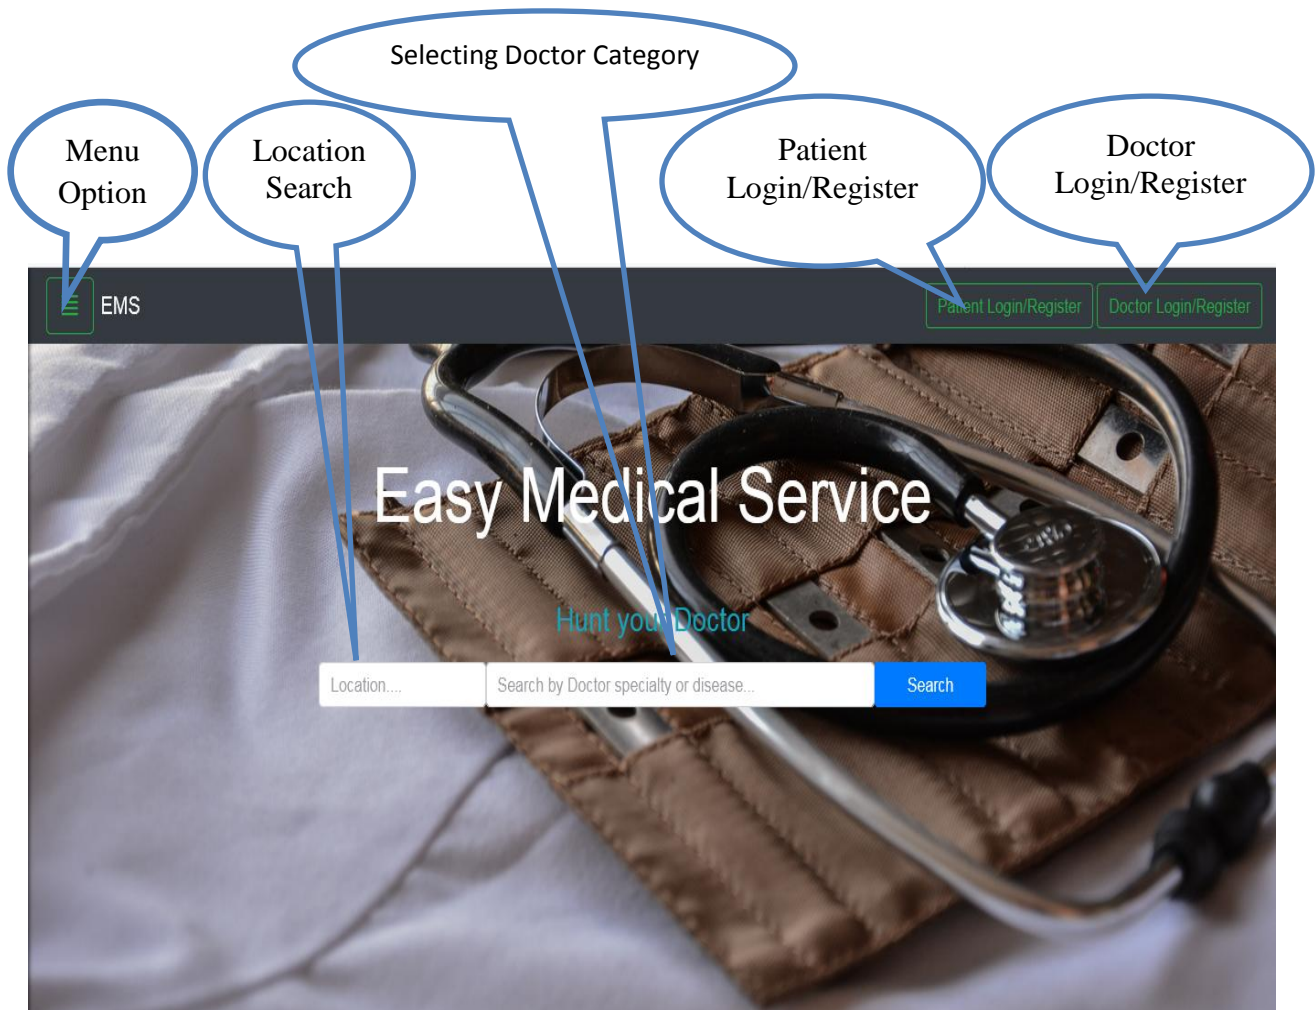 Selecting Doctor Category
Menu
Option
Location
Search
Patient
Login/Register
Doctor
Login/Register
EMS
Patient Login/Register
Doctor Login/Register
Easy Medical Service
Hunt your Doctor
Location....
Search by Doctor specialty or disease...
Search